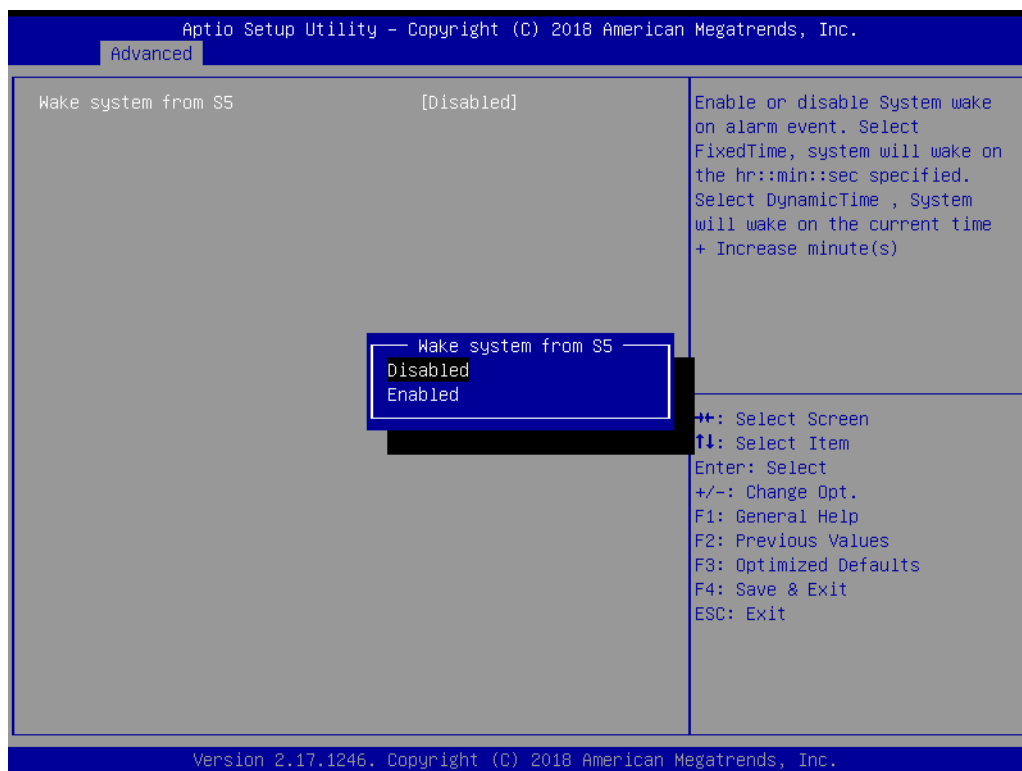 Aptio Setup Utility – Copyright (C) 2018 American Megatrends, Inc.
Advanced
Wake system from S5 [Disabled]
Enable or disable System wake
on alarm event. Select
FixedTime, system will wake on
the hr::min::sec specified.
Select DynamicTime , System
will wake on the current time
+ Increase minute(s)
Wake system from S5
Disabled
Enabled
→←: Select Screen
↑↓: Select Item
Enter: Select
+/-: Change Opt.
F1: General Help
F2: Previous Values
F3: Optimized Defaults
F4: Save & Exit
ESC: Exit
Version 2.17.1246. Copyright (C) 2018 American Megatrends, Inc.